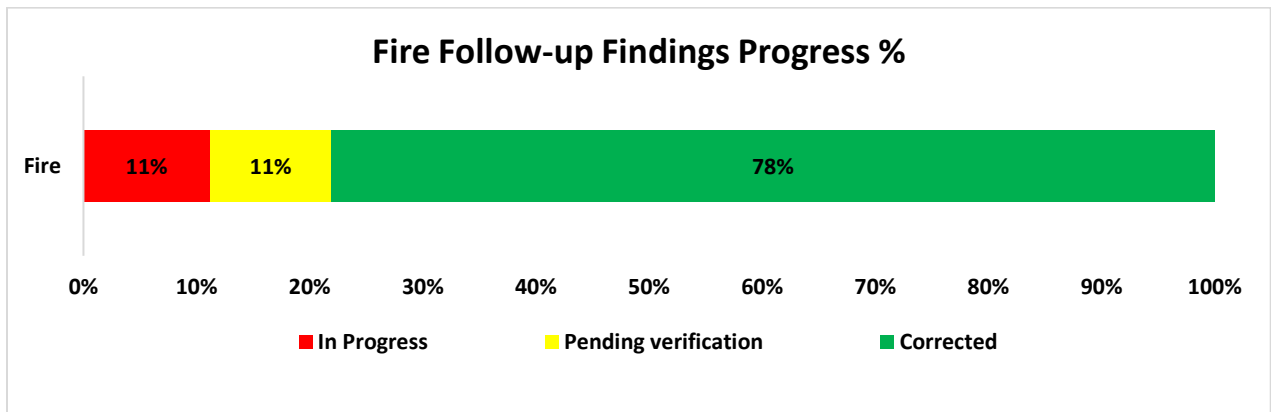 Fire Follow-up Findings Progress %
Fire 11% 11% 78%
0% 10% 20% 30% 40% 50% 60% 70% 80% 90% 100%
In Progress Pending verification Corrected